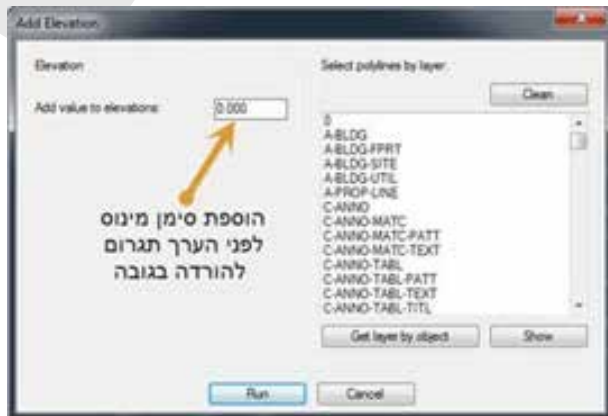 Add Elevation
Elevation
Add value to elevations:
0.000
הוספת סימן מינוס
לפני הערך תגרום
להורדה בגובה
Select polylines by layer:
Clean
0
A-BLDG
A-BLDG-FPRT
A-BLDG-SITE
A-BLDG-UTIL
A-PROP-LINE
C-ANNO
C-ANNO-MATC
C-ANNO-MATC-PATT
C-ANNO-MATC-TEXT
C-ANNO-TABL
C-ANNO-TABL-PATT
C-ANNO-TABL-TEXT
C-ANNO-TABL-TITL
Get layer by object
Show
Run
Cancel